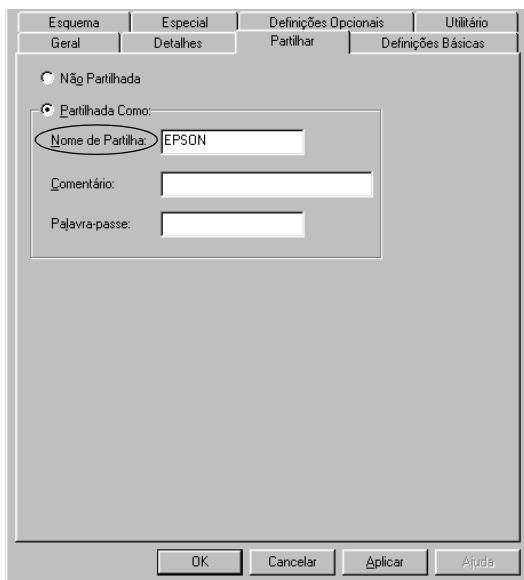 Esquema Especial Definições Opcionais Utilitário
Geral Detalhes Partilhar Definições Básicas
Não Partilhada
Partilhada Como:
Nome de Partilha: EPSON
Comentário:
Palavra-passe:
OK Cancelar Aplicar Ajuda